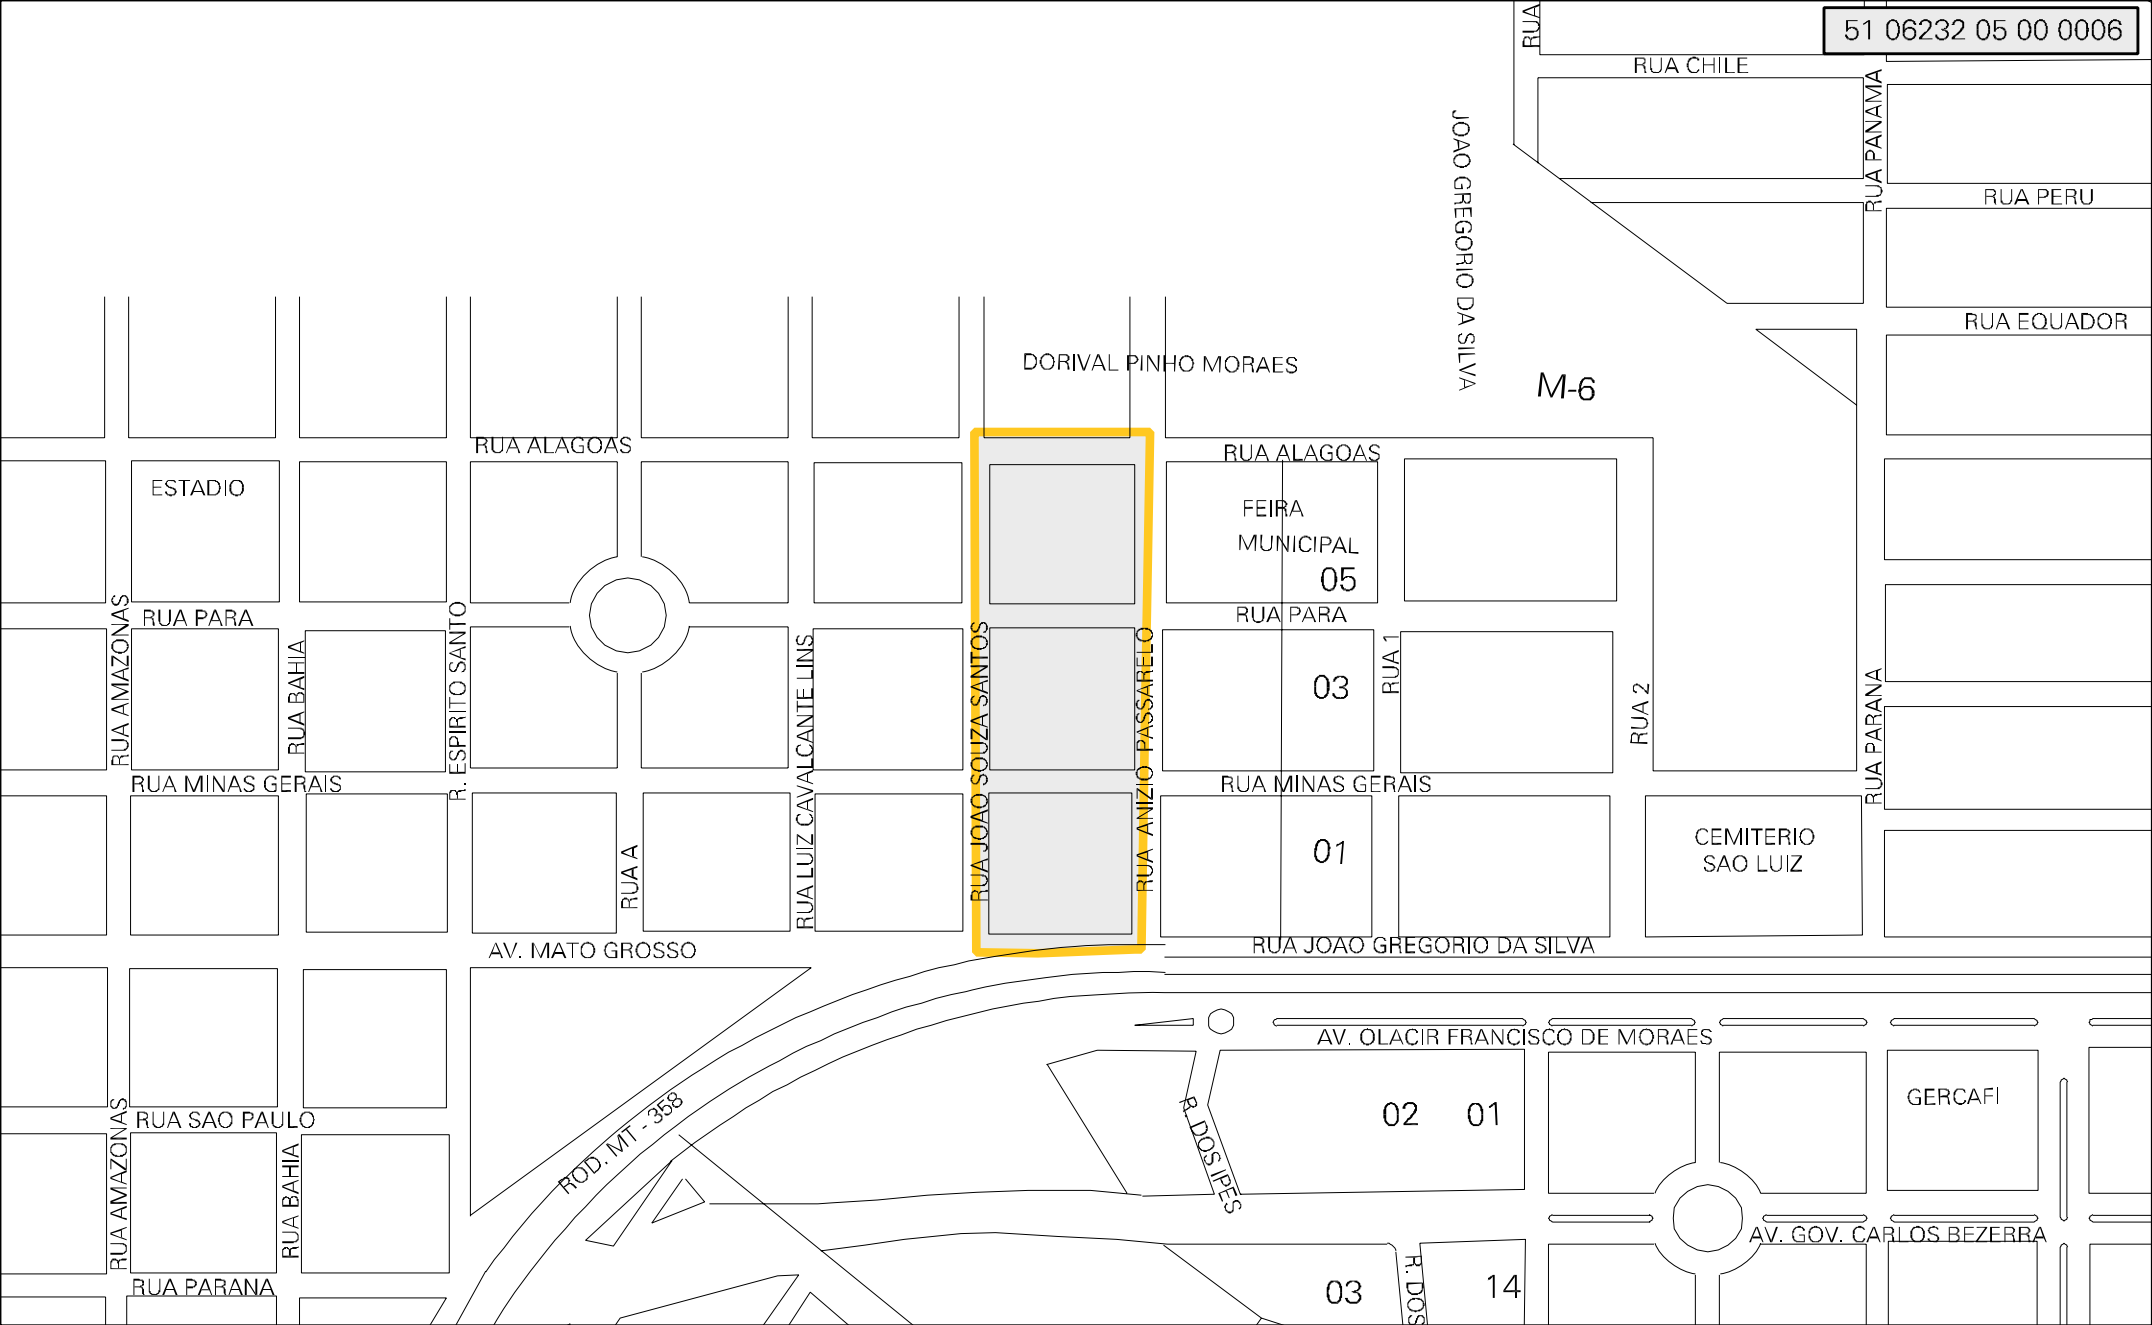 RUA
51 06232 05 00 0006
RUA CHILE
RUA PANAMA
JOAO GREGORIO DA SILVA
RUA PERU
RUA EQUADOR
DORIVAL PINHO MORAES
M-6
RUA ALAGOAS
RUA ALAGOAS
ESTADIO
FEIRA
MUNICIPAL
05
RUA PARA
RUA PARA
RUA AMAZONAS
RUA BAHIA
R. ESPIRITO SANTO
RUA LUIZ CAVALCANTE LINS
RUA JOAO SOUZA SANTOS
RUA ANIZIO PASSARELO
03
RUA 1
RUA 2
RUA PARANA
RUA MINAS GERAIS
RUA MINAS GERAIS
RUA A
01
CEMITERIO
SAO LUIZ
AV. MATO GROSSO
RUA JOAO GREGORIO DA SILVA
AV. OLACIR FRANCISCO DE MORAES
ROD. MT - 358
R. DOS IPES
02
01
GERCAFI
RUA SAO PAULO
RUA AMAZONAS
RUA BAHIA
AV. GOV. CARLOS BEZERRA
RUA PARANA
03
R. DOS
14